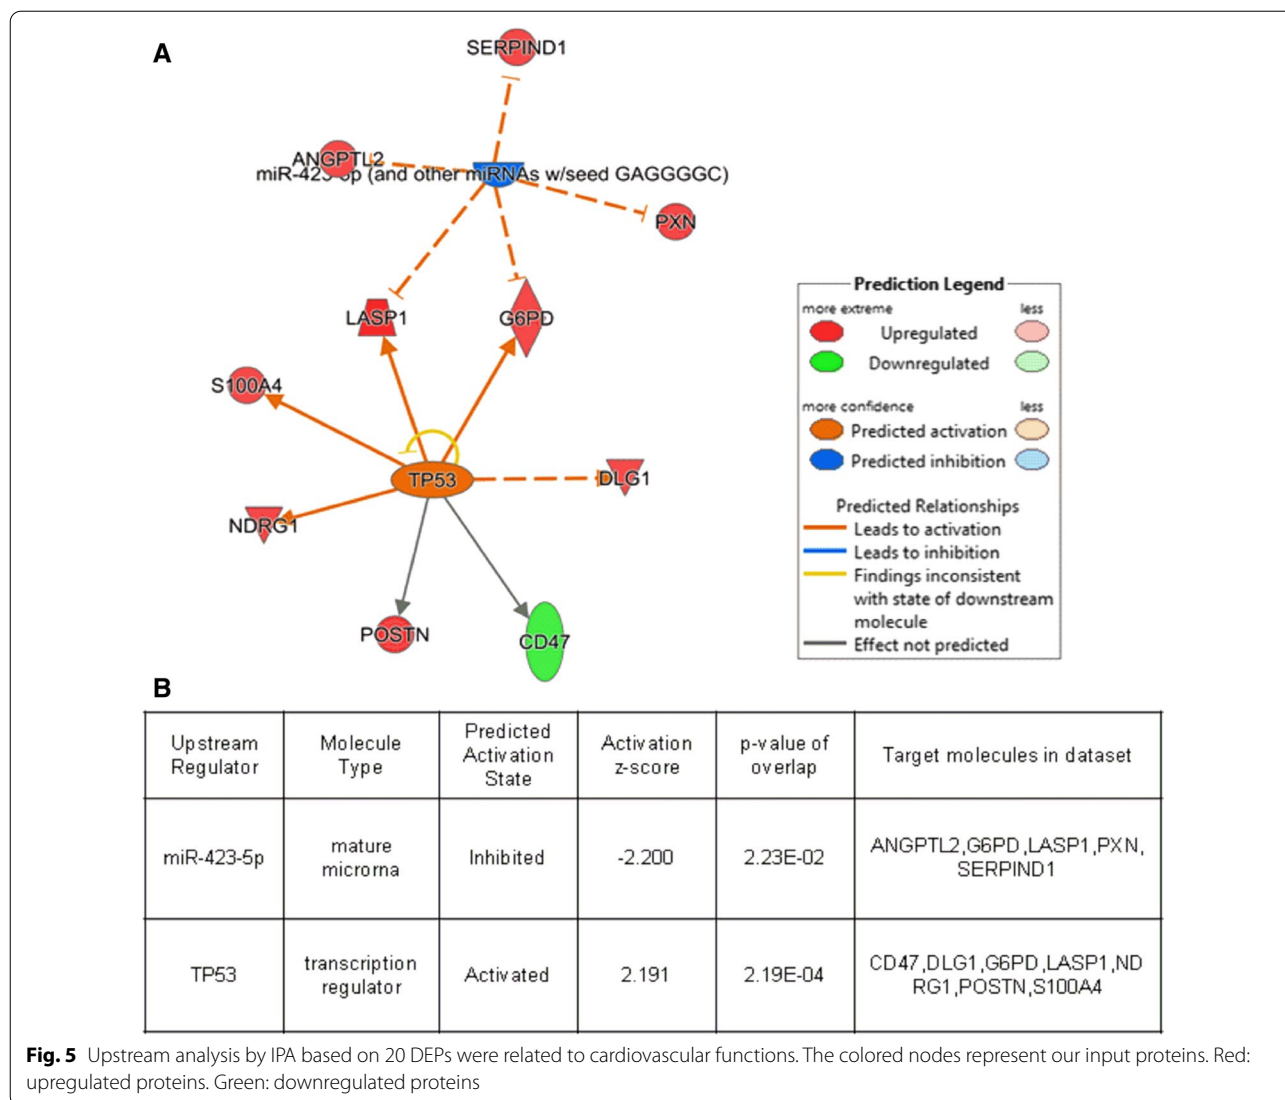 A
SERPIND1
ANGPTL2
miR-423-5p (and other miRNAs w/seed GAGGGGC)
PXN
LASP1
G6PD
S100A4
TP53
DLG1
NDRG1
POSTN
CD47
Prediction Legend
more extreme less
Upregulated
Downregulated
more confidence less
Predicted activation
Predicted inhibition
Predicted Relationships
Leads to activation
Leads to inhibition
Findings inconsistent
with state of downstream
molecule
Effect not predicted
B
Upstream Regulator | Molecule Type | Predicted Activation State | Activation z-score | p-value of overlap | Target molecules in dataset
miR-423-5p | mature microrna | Inhibited | -2.200 | 2.23E-02 | ANGPTL2,G6PD,LASP1,PXN,SERPIND1
TP53 | transcription regulator | Activated | 2.191 | 2.19E-04 | CD47,DLG1,G6PD,LASP1,NDRG1,POSTN,S100A4
Fig. 5 Upstream analysis by IPA based on 20 DEPs were related to cardiovascular functions. The colored nodes represent our input proteins. Red:
upregulated proteins. Green: downregulated proteins